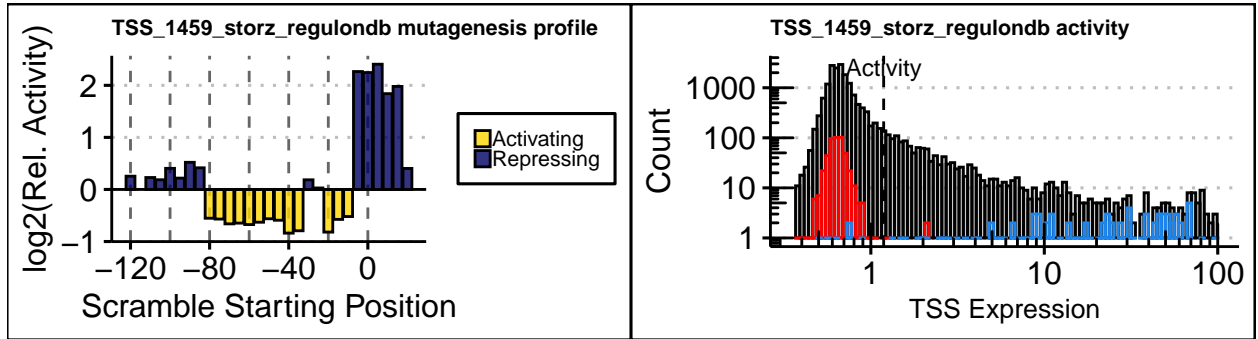 TSS_1459_storz_regulondb mutagenesis profile
log2(Rel. Activity)
2
1
0
−1
−120
−80
−40
0
Scramble Starting Position
Activating
Repressing
TSS_1459_storz_regulondb activity
Activity
Count
1000
100
10
1
1
10
100
TSS Expression